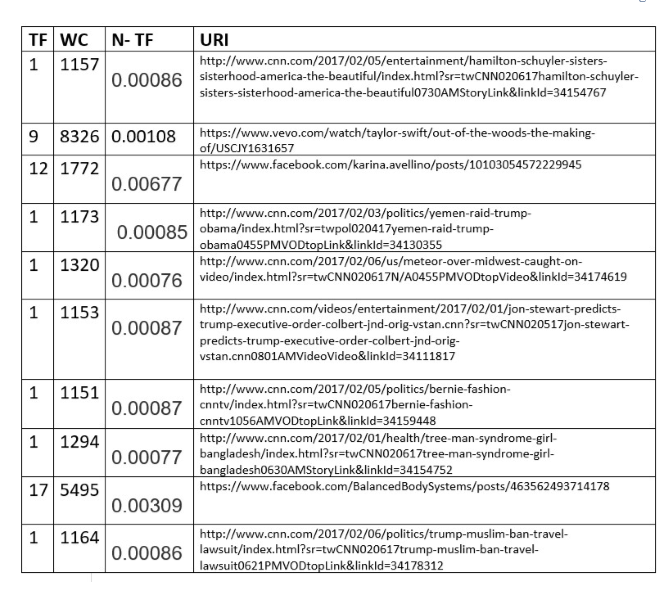 TF WC N- TF URI
1 1157 0.00086 http://www.cnn.com/2017/02/05/entertainment/hamilton-schuyler-sisters-
sisterhood-america-the-beautiful/index.html?sr=twCNN020617hamilton-schuyler-
sisters-sisterhood-america-the-beautiful0730AMStoryLink&linkId=34154767
9 8326 0.00108 https://www.vevo.com/watch/taylor-swift/out-of-the-woods-the-making-
of/USCJY1631657
12 1772 0.00677 https://www.facebook.com/karina.avellino/posts/10103054572229945
1 1173 0.00085 http://www.cnn.com/2017/02/03/politics/yemen-raid-trump-
obama/index.html?sr=twpol020417yemen-raid-trump-
obama0455PMVODtopLink&linkId=34130355
1 1320 0.00076 http://www.cnn.com/2017/02/06/us/meteor-over-midwest-caught-on-
video/index.html?sr=twCNN020617N/A0455PMVODtopVideo&linkId=34174619
1 1153 0.00087 http://www.cnn.com/videos/entertainment/2017/02/01/jon-stewart-predicts-
trump-executive-order-colbert-jnd-orig-vstan.cnn?sr=twCNN020517jon-stewart-
predicts-trump-executive-order-colbert-jnd-orig-
vstan.cnn0801AMVideoVideo&linkId=34111817
1 1151 0.00087 http://www.cnn.com/2017/02/05/politics/bernie-fashion-
cnntv/index.html?sr=twCNN020617bernie-fashion-
cnntv1056AMVODtopLink&linkId=34159448
1 1294 0.00077 http://www.cnn.com/2017/02/01/health/tree-man-syndrome-girl-
bangladesh/index.html?sr=twCNN020617tree-man-syndrome-girl-
bangladesh0630AMStoryLink&linkId=34154752
17 5495 0.00309 https://www.facebook.com/BalancedBodySystems/posts/463562493714178
1 1164 0.00086 http://www.cnn.com/2017/02/06/politics/trump-muslim-ban-travel-
lawsuit/index.html?sr=twCNN020617trump-muslim-ban-travel-
lawsuit0621PMVODtopLink&linkId=34178312